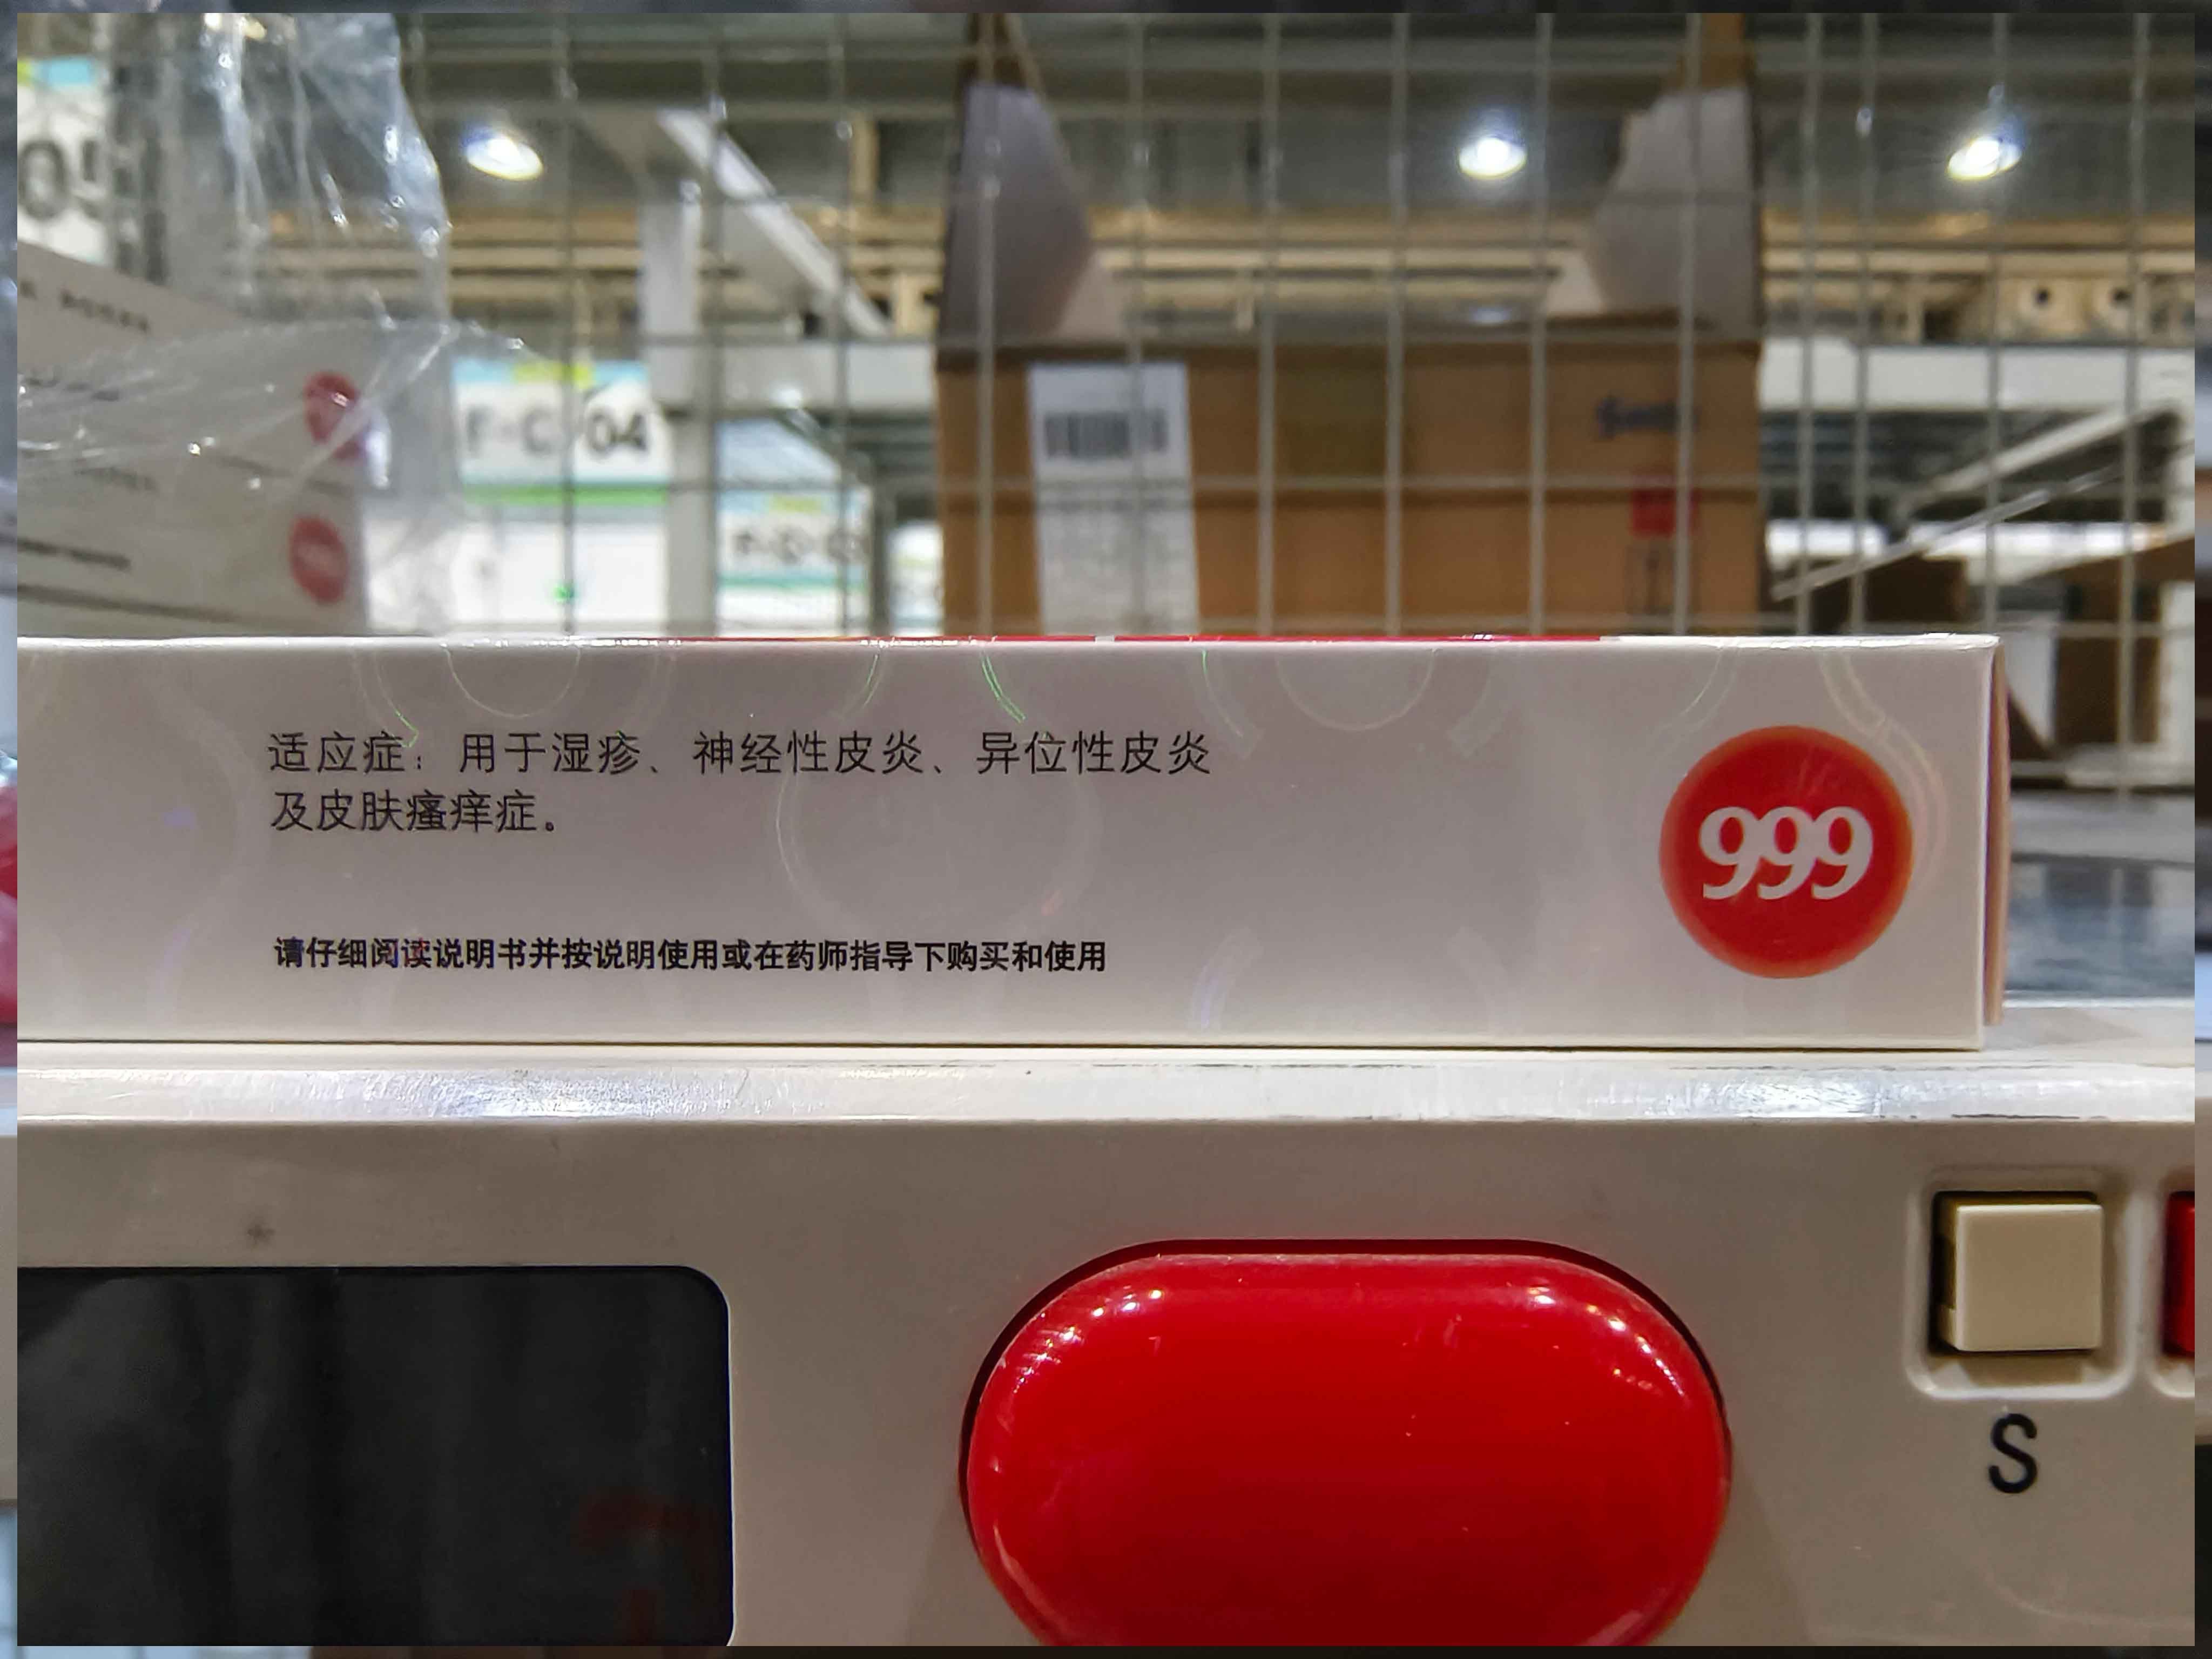 05
F-C 04
适应症：用于湿疹、神经性皮炎、异位性皮炎
及皮肤瘙痒症。
999
请仔细阅读说明书并按说明使用或在药师指导下购买和使用
S